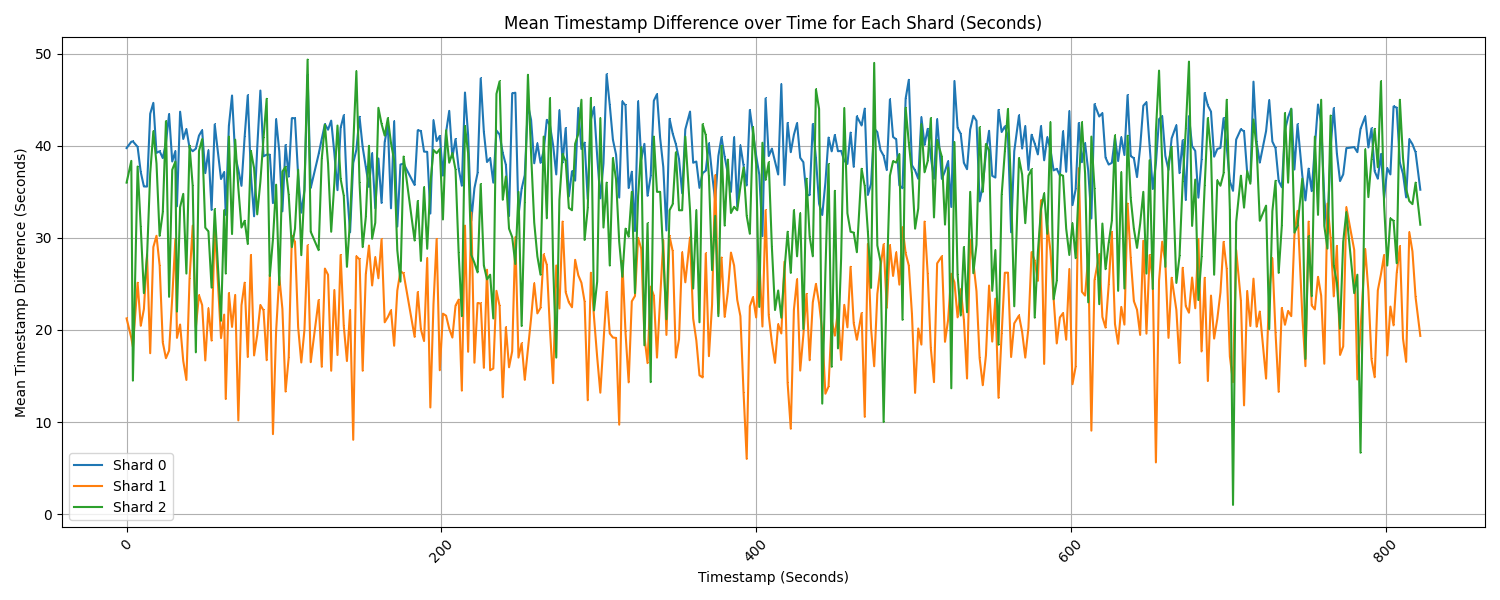 Mean Timestamp Difference over Time for Each Shard (Seconds)
Mean Timestamp Difference (Seconds)
50
40
30
20
10
0
Shard 0
Shard 1
Shard 2
0
200
400
600
800
Timestamp (Seconds)